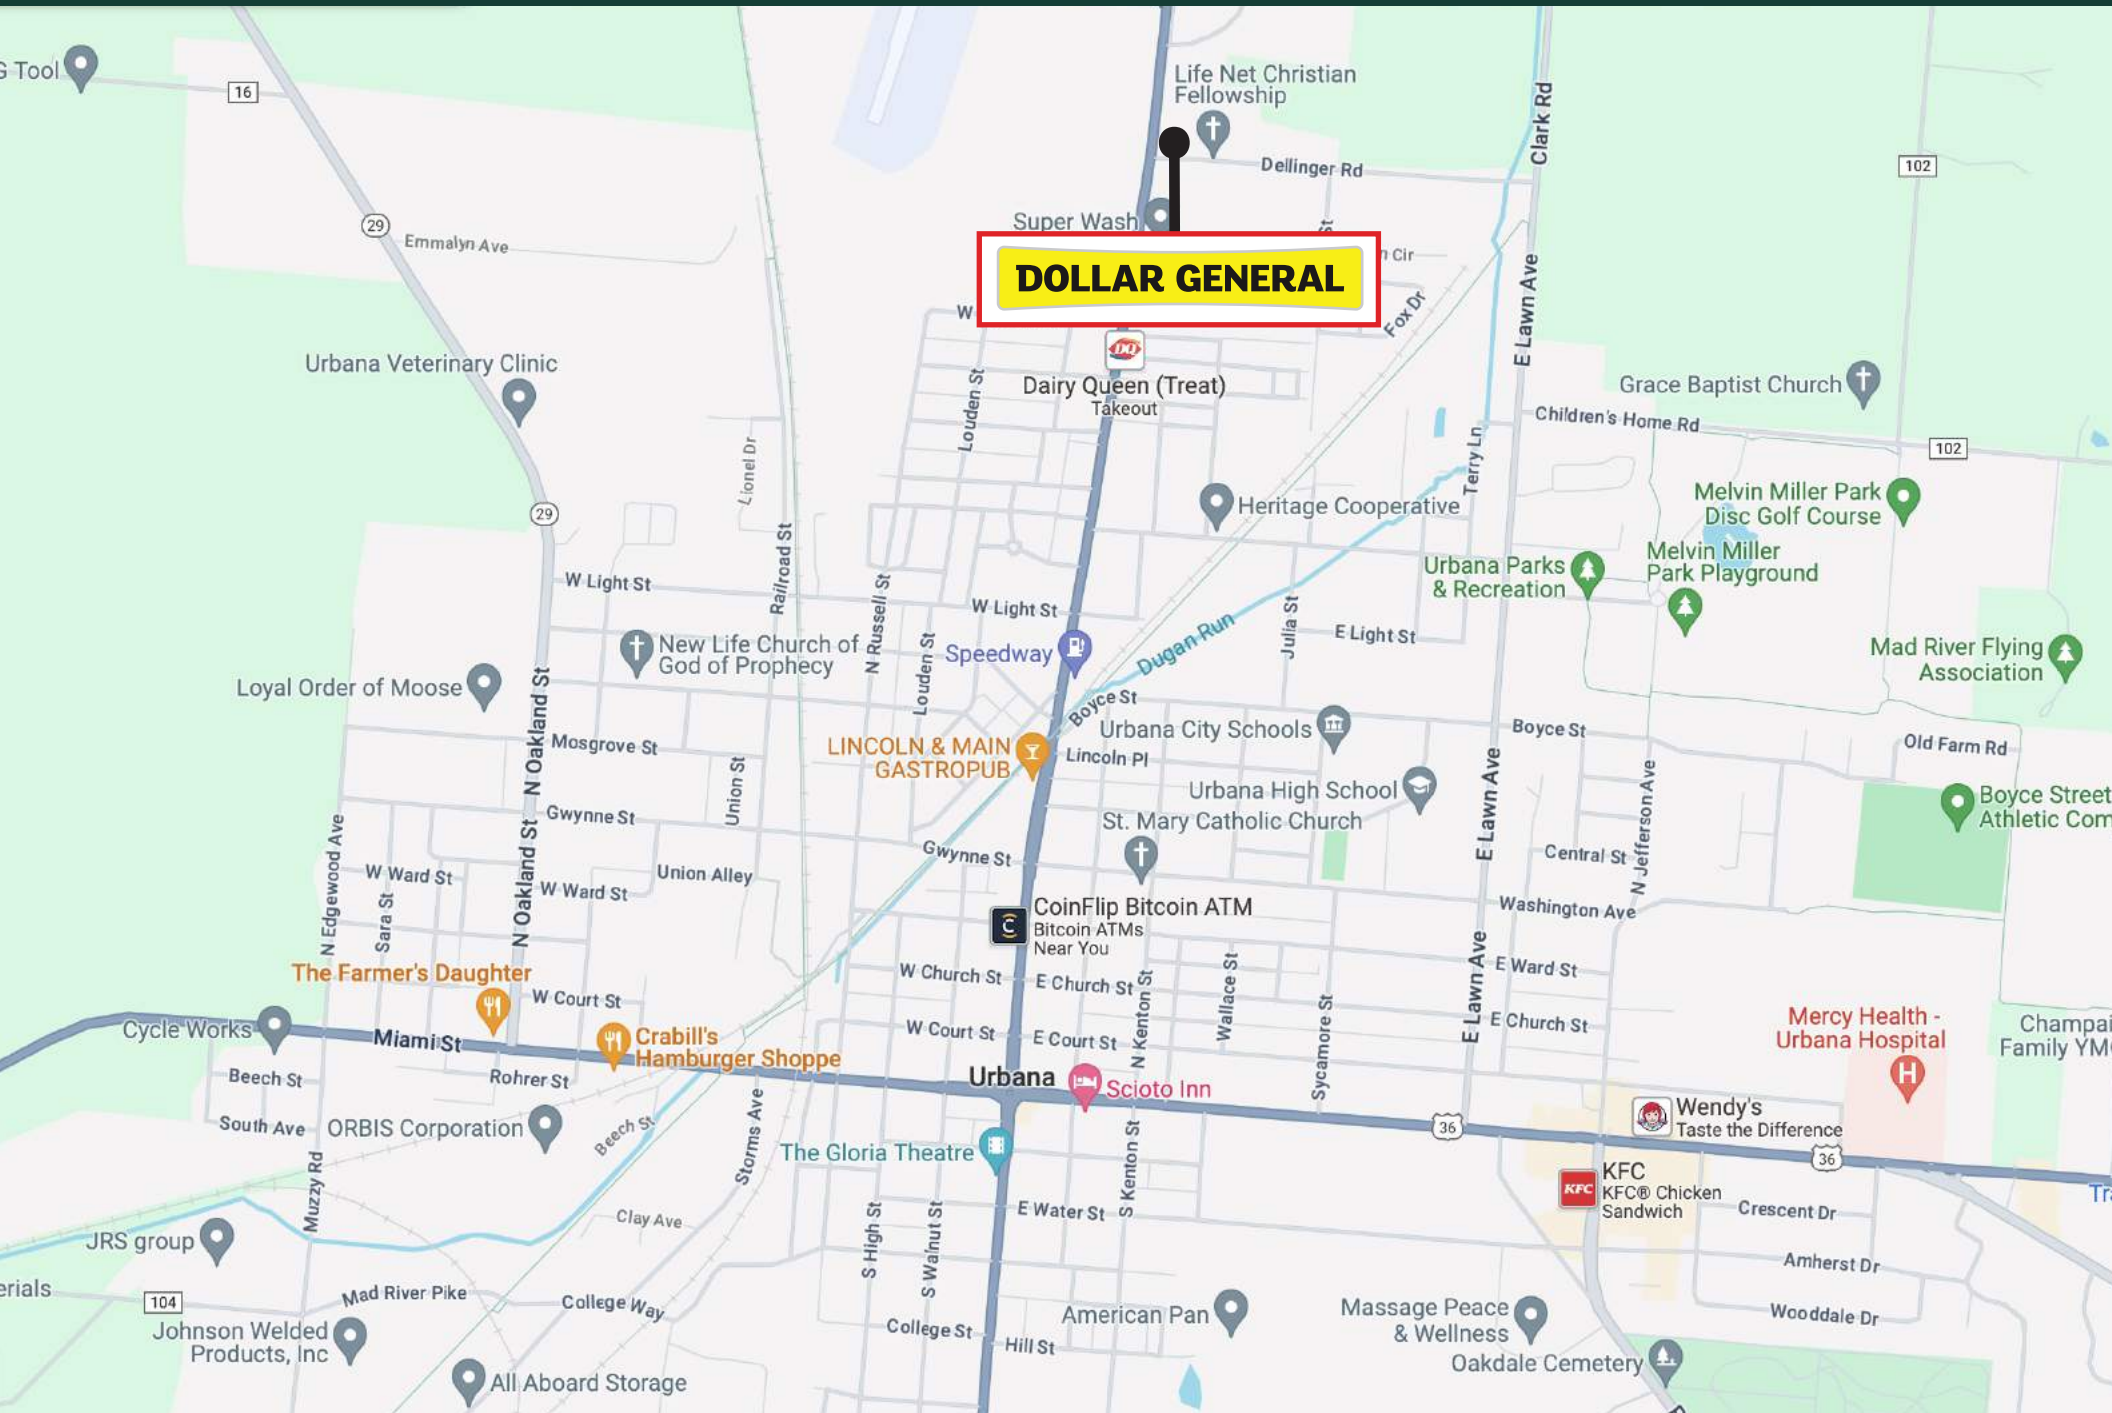 G Tool
16
Life Net Christian
Fellowship
Clark Rd
Dellinger Rd
102
29
Emmalyn Ave
Super Wash
St
n Cir
DOLLAR GENERAL
E Lawn Ave
Fox Dr
W
DQ
Dairy Queen (Treat)
Takeout
Urbana Veterinary Clinic
Louden St
Grace Baptist Church
Children's Home Rd
102
Lionel Dr
Terry Ln
Heritage Cooperative
Melvin Miller Park
Disc Golf Course
29
Railroad St
Urbana Parks
& Recreation
Melvin Miller
Park Playground
W Light St
N Russell St
W Light St
Julia St
E Light St
Dugan Run
New Life Church of
God of Prophecy
Louden St
Speedway
Mad River Flying
Association
Loyal Order of Moose
N Oakland St
Boyce St
Urbana City Schools
Boyce St
Old Farm Rd
Mosgrove St
LINCOLN & MAIN
GASTROPUB
Lincoln Pl
Union St
Urbana High School
E Lawn Ave
N Jefferson Ave
Boyce Street
Athletic Com
Gwynne St
St. Mary Catholic Church
N Edgewood Ave
N Oakland St
Gwynne St
Central St
W Ward St
Union Alley
W Ward St
Sara St
Washington Ave
CoinFlip Bitcoin ATM
Bitcoin ATMs
Near You
The Farmer's Daughter
W Church St
E Church St
N Kenton St
Wallace St
E Lawn Ave
E Ward St
W Court St
Sycamore St
E Church St
Mercy Health -
Urbana Hospital
H
Champai
Family YM
Cycle Works
Miami St
Crabill's
Hamburger Shoppe
W Court St
E Court St
Beech St
Rohrer St
Urbana
Scioto Inn
Wendy's
Taste the Difference
South Ave
ORBIS Corporation
Beech St
Storms Ave
The Gloria Theatre
36
36
Muzzy Rd
S Kenton St
KFC
KFC
KFC® Chicken
Sandwich
Tr
Clay Ave
S High St
S Walnut St
E Water St
Crescent Dr
JRS group
Amherst Dr
erials
104
Mad River Pike
College Way
American Pan
Massage Peace
& Wellness
Wooddale Dr
Johnson Welded
Products, Inc
College St
Hill St
Oakdale Cemetery
All Aboard Storage